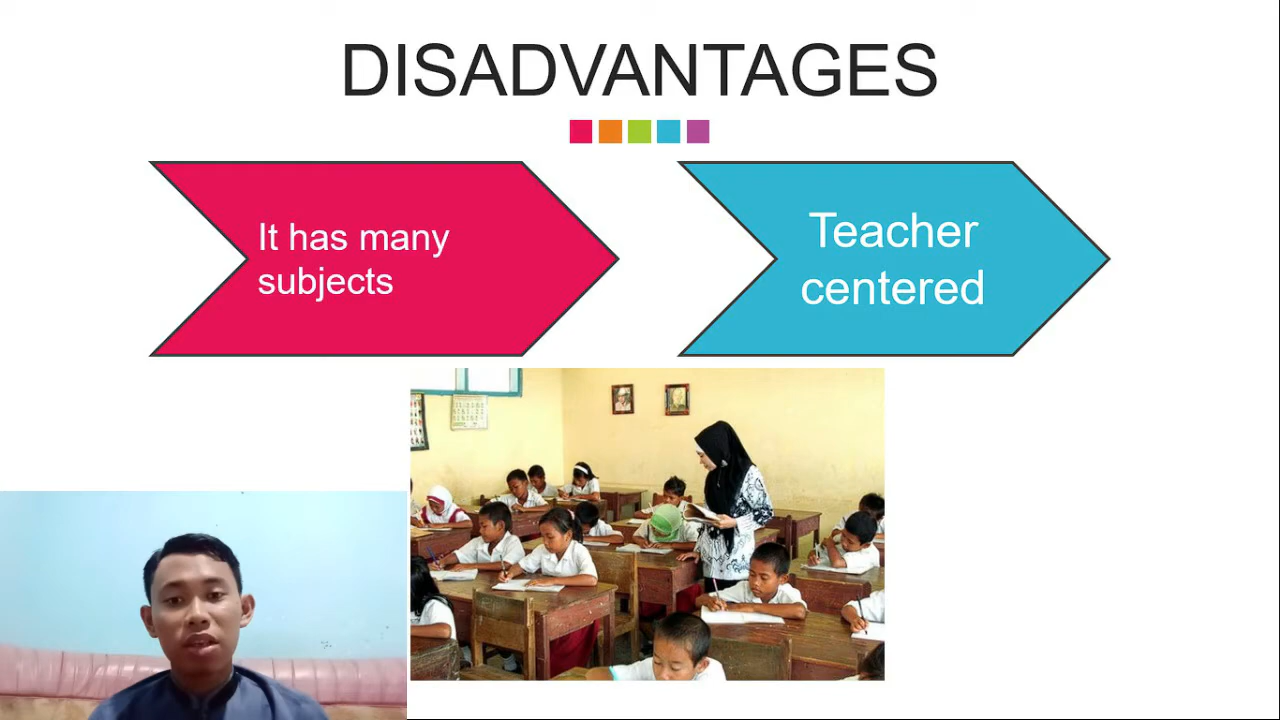 DISADVANTAGES
It has many
subjects
Teacher
centered